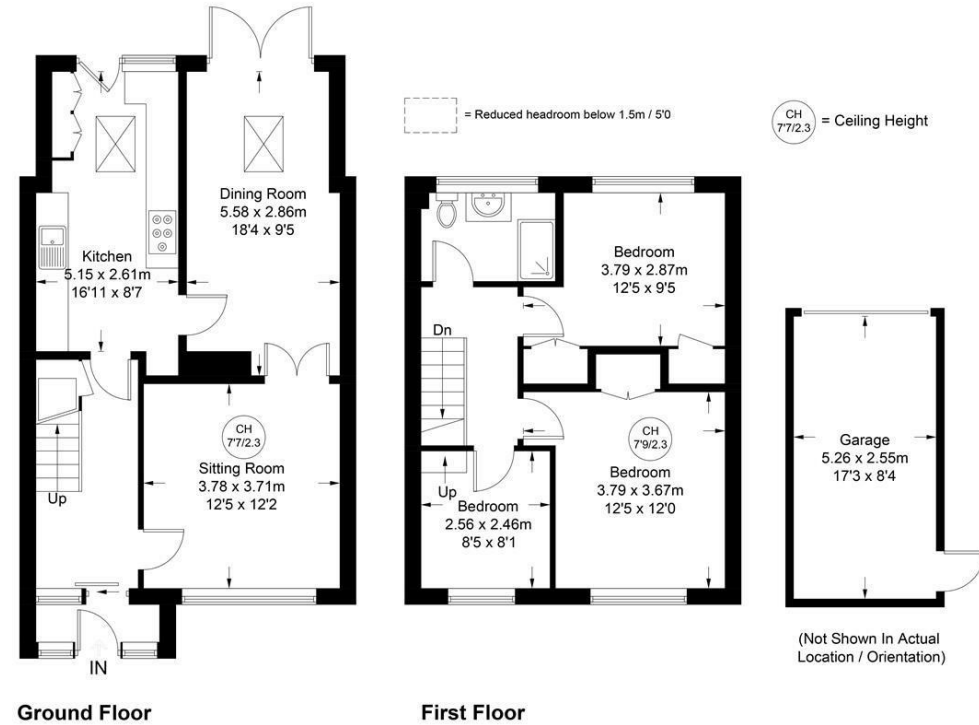 = Reduced headroom below 1.5m / 5'0
CH
7'7/2.3
= Ceiling Height
Dining Room
5.58 x 2.86m
18'4 x 9'5
Kitchen
5.15 x 2.61m
16'11 x 8'7
CH
7'7/2.3
Sitting Room
3.78 x 3.71m
12'5 x 12'2
Up
IN
Bedroom
3.79 x 2.87m
12'5 x 9'5
Dn
CH
7'9/2.3
Bedroom
3.79 x 3.67m
12'5 x 12'0
Up
Bedroom
2.56 x 2.46m
8'5 x 8'1
Garage
5.26 x 2.55m
17'3 x 8'4
(Not Shown In Actual
Location / Orientation)
Ground Floor
First Floor